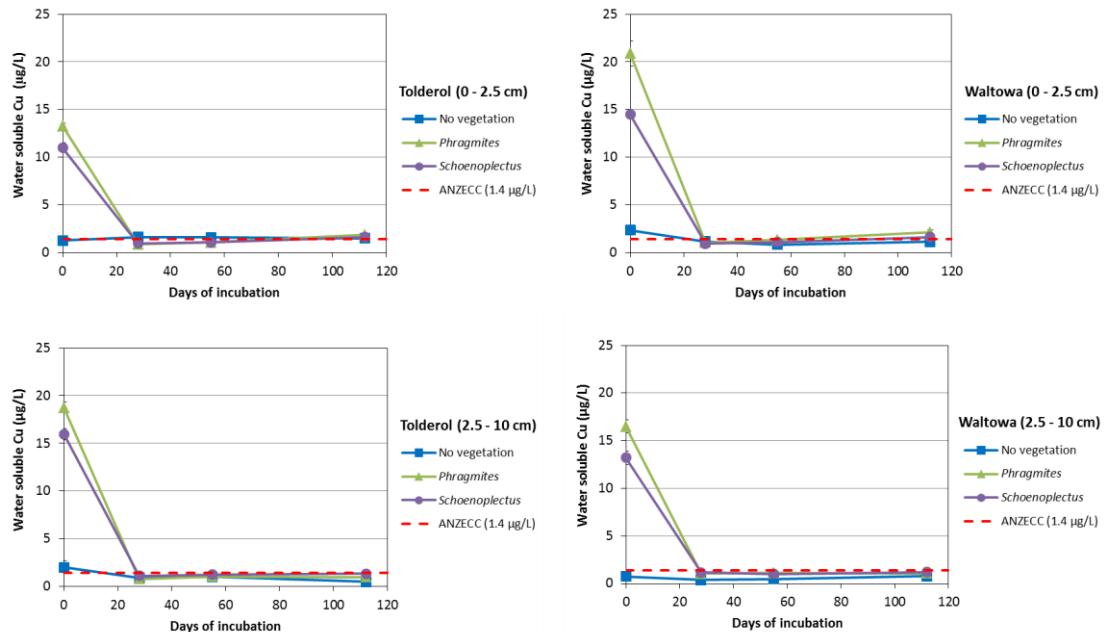 25
20
15
10
5
0
Water soluble Cu (µg/L)
0 20 40 60 80 100 120
Days of incubation
Tolderol (0 - 2.5 cm)
No vegetation
Phragmites
Schoenoplectus
ANZECC (1.4 µg/L)
25
20
15
10
5
0
Water soluble Cu (µg/L)
0 20 40 60 80 100 120
Days of incubation
Waltowa (0 - 2.5 cm)
No vegetation
Phragmites
Schoenoplectus
ANZECC (1.4 µg/L)
25
20
15
10
5
0
Water soluble Cu (µg/L)
0 20 40 60 80 100 120
Days of incubation
Tolderol (2.5 - 10 cm)
No vegetation
Phragmites
Schoenoplectus
ANZECC (1.4 µg/L)
25
20
15
10
5
0
Water soluble Cu (µg/L)
0 20 40 60 80 100 120
Days of incubation
Waltowa (2.5 - 10 cm)
No vegetation
Phragmites
Schoenoplectus
ANZECC (1.4 µg/L)